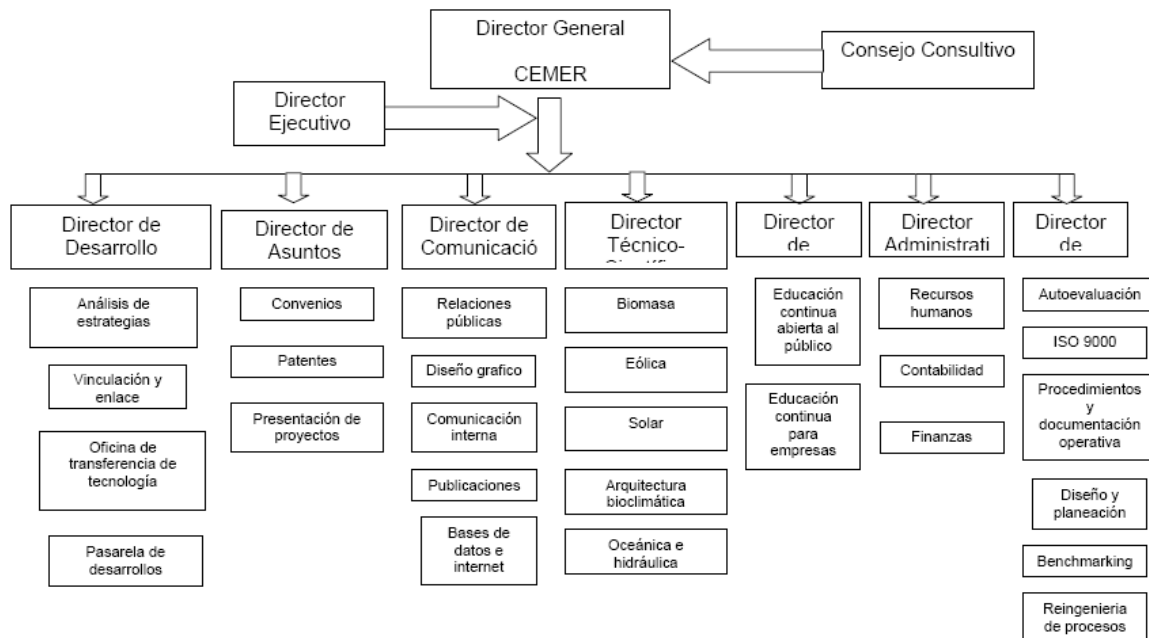 Director General
CEMER
Consejo Consultivo
Director
Ejecutivo
Director de
Desarrollo
Director de
Asuntos
Director de
Comunicació
Director
Técnico-
Director
de
Director
Administrati
Director
de
Análisis de
estrategias
Vinculación y
enlace
Oficina de
transferencia de
tecnología
Pasarela de
desarrollos
Convenios
Patentes
Presentación de
proyectos
Relaciones
públicas
Diseño grafico
Comunicación
interna
Publicaciones
Bases de
datos e
internet
Biomasa
Eólica
Solar
Arquitectura
bioclimática
Oceánica e
hidráulica
Educación
continua
abierta al
público
Educación
continua
para
empresas
Recursos
humanos
Contabilidad
Finanzas
Autoevaluación
ISO 9000
Procedimientos
y
documentación
operativa
Diseño y
planeación
Benchmarking
Reingenieria
de procesos